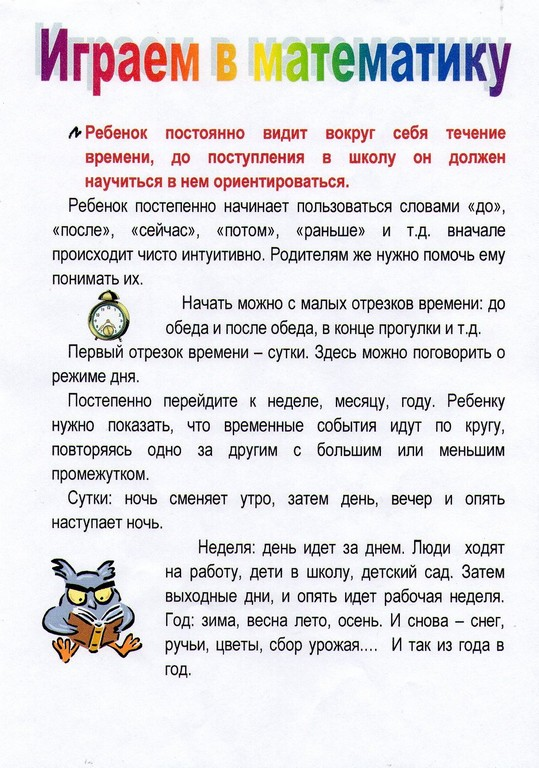 Играем в математику
Ребенок постоянно видит вокруг себя течение
времени, до поступления в школу он должен
научиться в нем ориентироваться.
Ребенок постепенно начинает пользоваться словами «до»,
«после», «сейчас», «потом», «раньше» и т.д. вначале
происходит чисто интуитивно. Родителям же нужно помочь ему
понимать их.
Начать можно с малых отрезков времени: до
обеда и после обеда, в конце прогулки и т.д.
Первый отрезок времени – сутки. Здесь можно поговорить о
режиме дня.
Постепенно перейдите к неделе, месяцу, году. Ребенку
нужно показать, что временные события идут по кругу,
повторяясь одно за другим с большим или меньшим
промежутком.
Сутки: ночь сменяет утро, затем день, вечер и опять
наступает ночь.
Неделя: день идет за днем. Люди ходят
на работу, дети в школу, детский сад. Затем
выходные дни, и опять идет рабочая неделя.
Год: зима, весна лето, осень. И снова – снег,
ручьи, цветы, сбор урожая.... И так из года в
год.